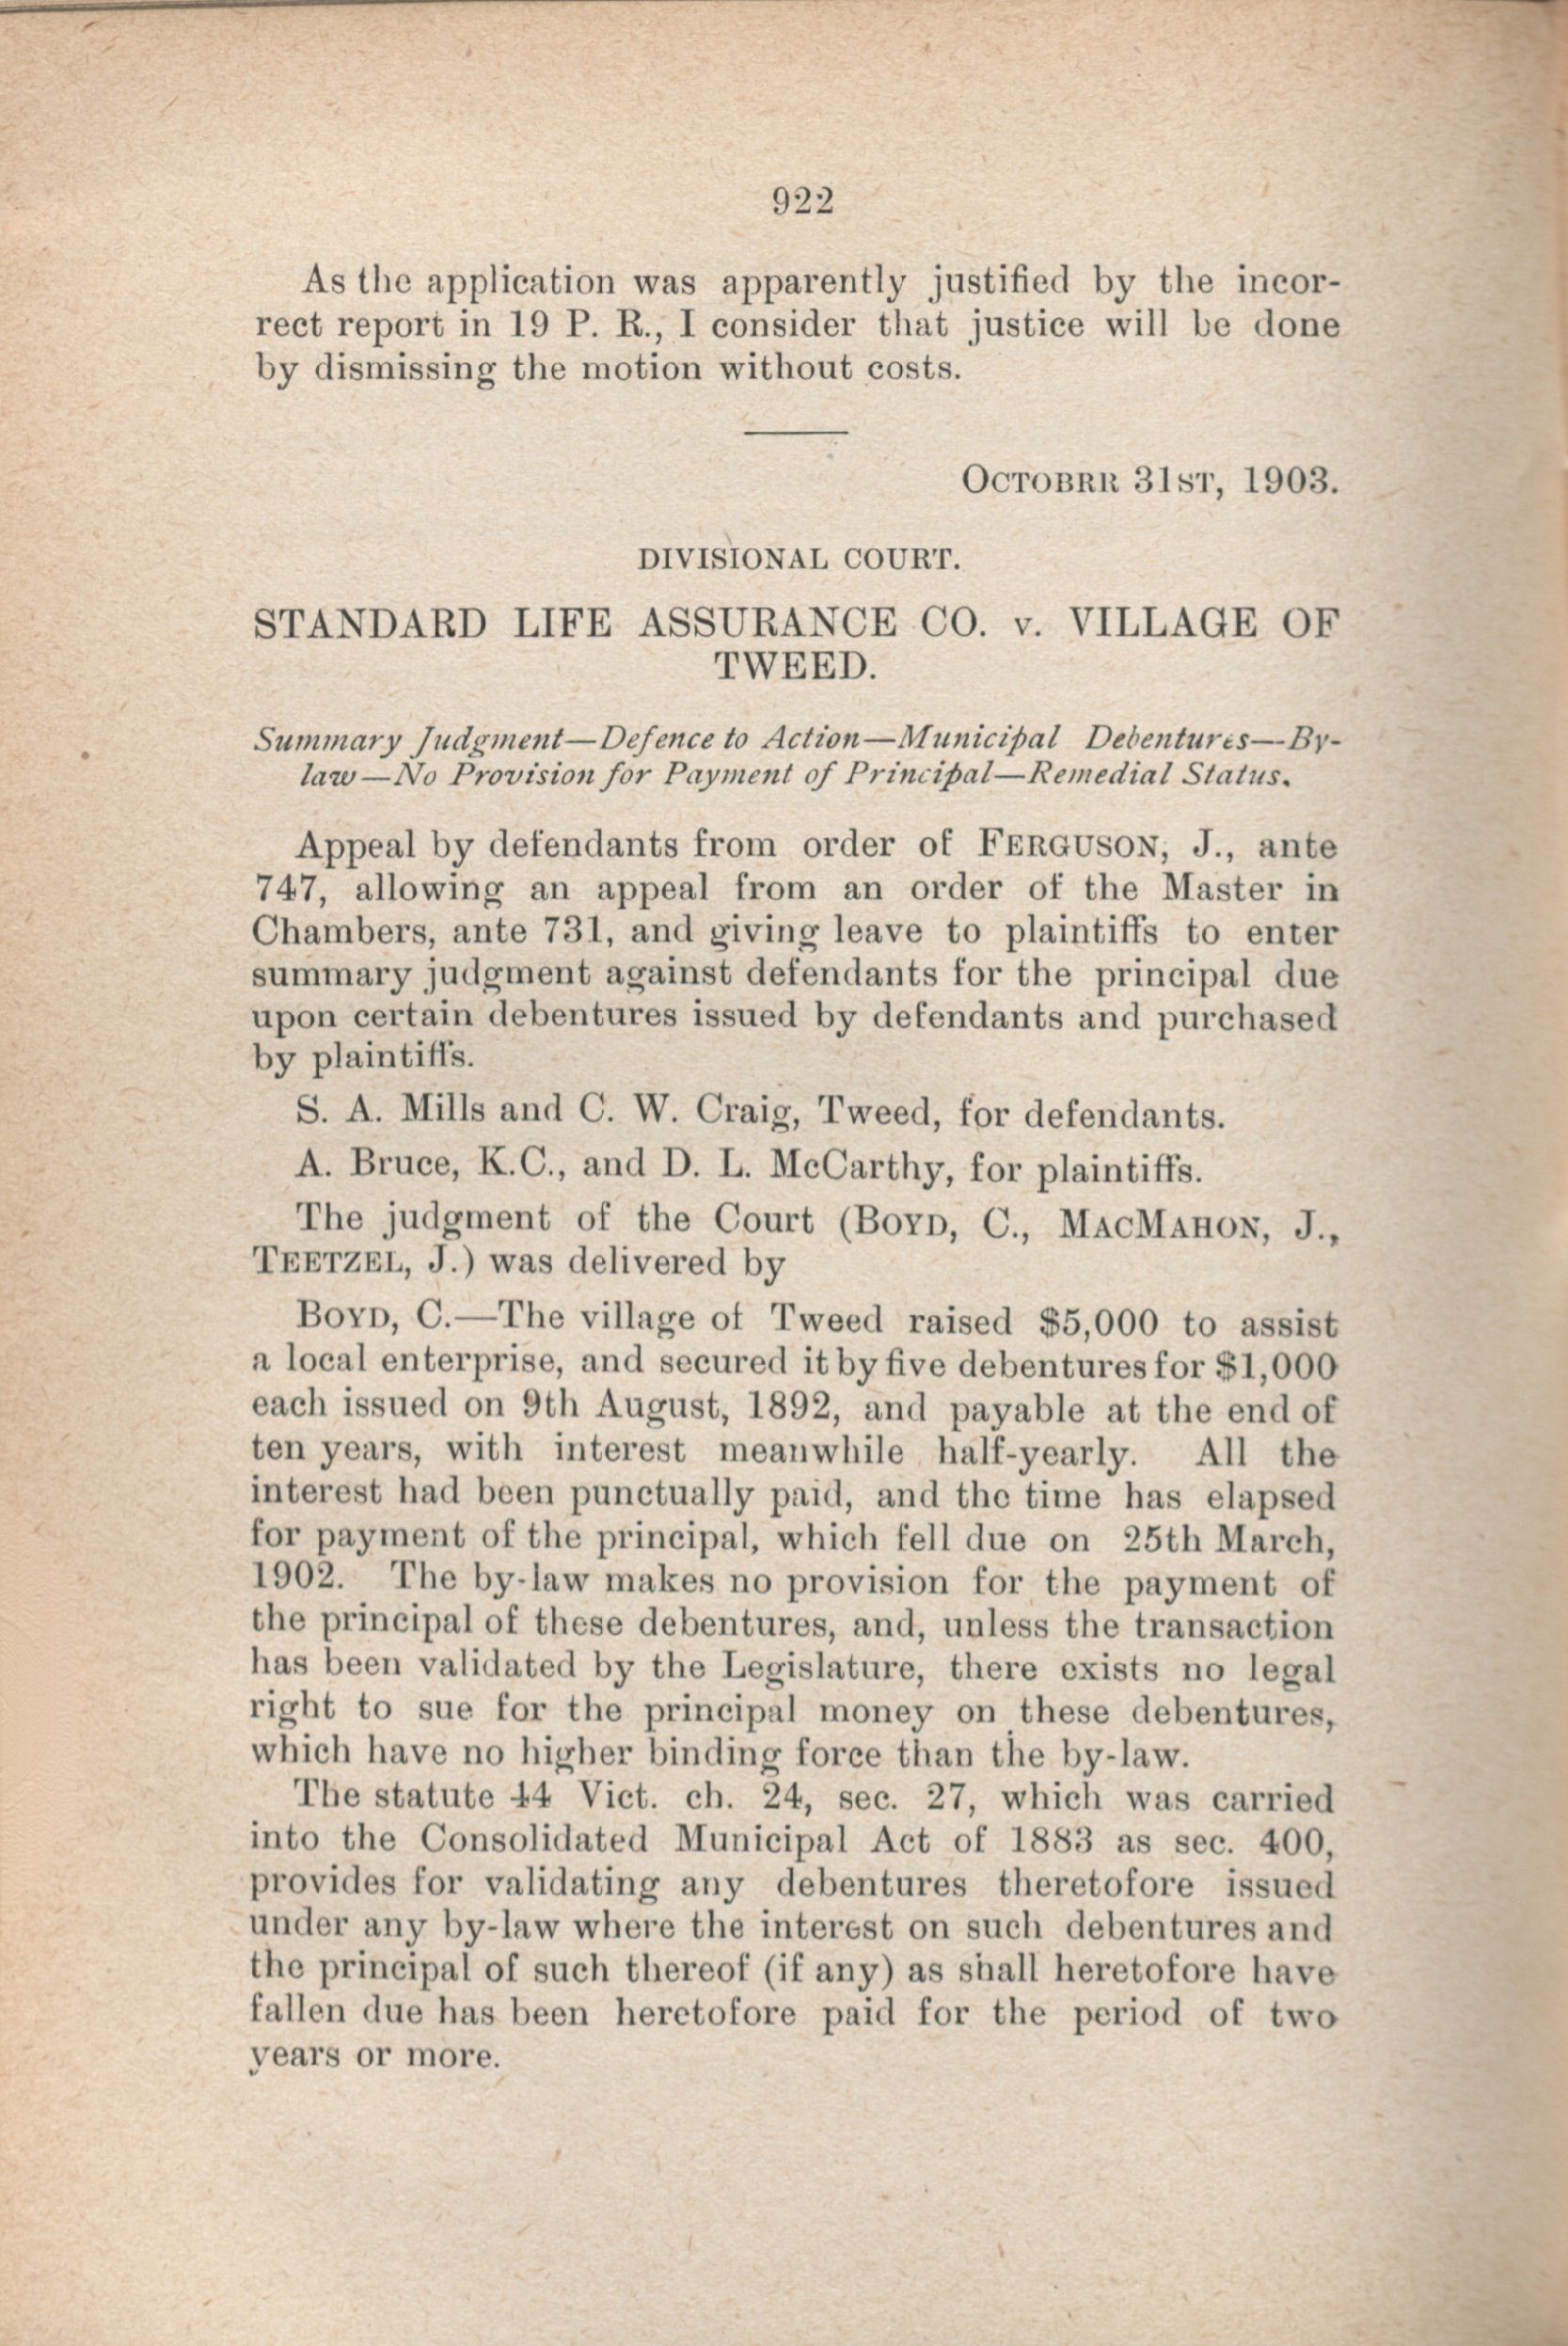 922
As the application was apparently justified by the incor-
rect report in 19 P. R., I consider that justice will be done
by dismissing the motion without costs.
OCTOBRR 31ST, 1903.
DIVISIONAL COURT.
STANDARD LIFE ASSURANCE CO. v. VILLAGE OF
TWEED.
Summary Judgment—Defence to Action—Municipal Debentures—By-
law—No Provision for Payment of Principal—Remedial Status.
Appeal by defendants from order of FERGUSON, J., ante
747, allowing an appeal from an order of the Master in
Chambers, ante 731, and giving leave to plaintiffs to enter
summary judgment against defendants for the principal due
upon certain debentures issued by defendants and purchased
by plaintiffs.
S. A. Mills and C. W. Craig, Tweed, for defendants.
A. Bruce, K.C., and D. L. McCarthy, for plaintiffs.
The judgment of the Court (BOYD, C., MACMAHON, J.,
TEETZEL, J.) was delivered by
BOYD, C.—The village of Tweed raised $5,000 to assist
a local enterprise, and secured it by five debentures for $1,000
each issued on 9th August, 1892, and payable at the end of
ten years, with interest meanwhile half-yearly. All the
interest had been punctually paid, and the time has elapsed
for payment of the principal, which fell due on 25th March,
1902. The by-law makes no provision for the payment of
the principal of these debentures, and, unless the transaction
has been validated by the Legislature, there exists no legal
right to sue for the principal money on these debentures,
which have no higher binding force than the by-law.
The statute 44 Vict. ch. 24, sec. 27, which was carried
into the Consolidated Municipal Act of 1883 as sec. 400,
provides for validating any debentures theretofore issued
under any by-law where the interest on such debentures and
the principal of such thereof (if any) as shall heretofore have
fallen due has been heretofore paid for the period of two
years or more.